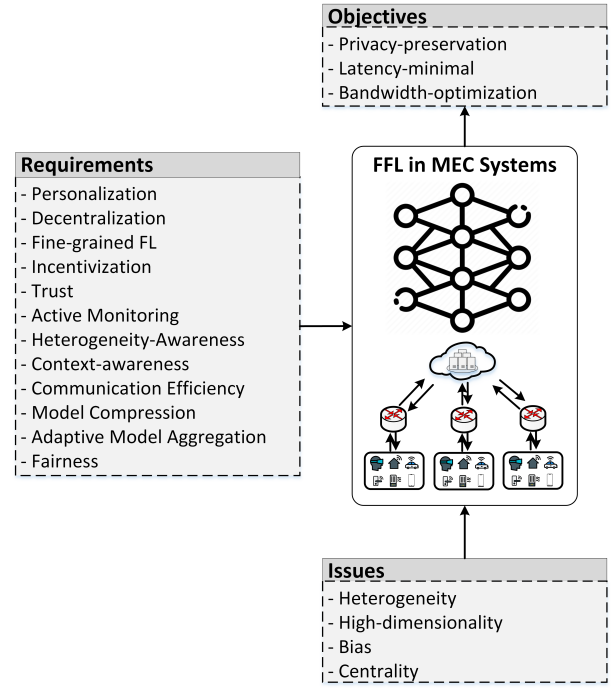 Objectives
- Privacy-preservation
- Latency-minimal
- Bandwidth-optimization
Requirements
- Personalization
- Decentralization
- Fine-grained FL
- Incentivization
- Trust
- Active Monitoring
- Heterogeneity-Awareness
- Context-awareness
- Communication Efficiency
- Model Compression
- Adaptive Model Aggregation
- Fairness
FFL in MEC Systems
Issues
- Heterogeneity
- High-dimensionality
- Bias
- Centrality